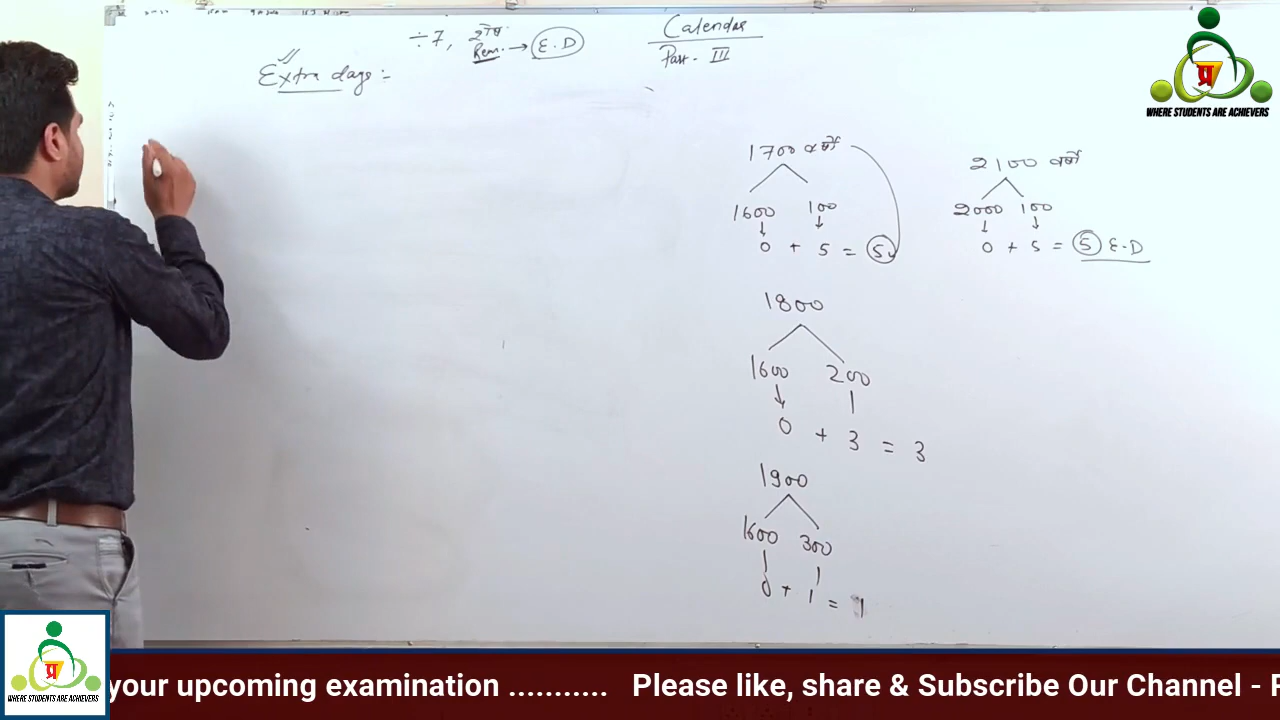 ÷7, शेष
Rem. → E.D
Calendar
Part - III
Extra days :-
1700 वर्षो
1600 100
0 + 5 = 5
2100 वर्षो
2000 100
0 + 5 = 5 E.D
1800
1600 200
0 + 3 = 3
1900
1600 300
0 + 1 = 1
प्र
WHERE STUDENTS ARE ACHIEVERS
प्र
WHERE STUDENTS ARE ACHIEVERS
your upcoming examination ........... Please like, share & Subscribe Our Channel -